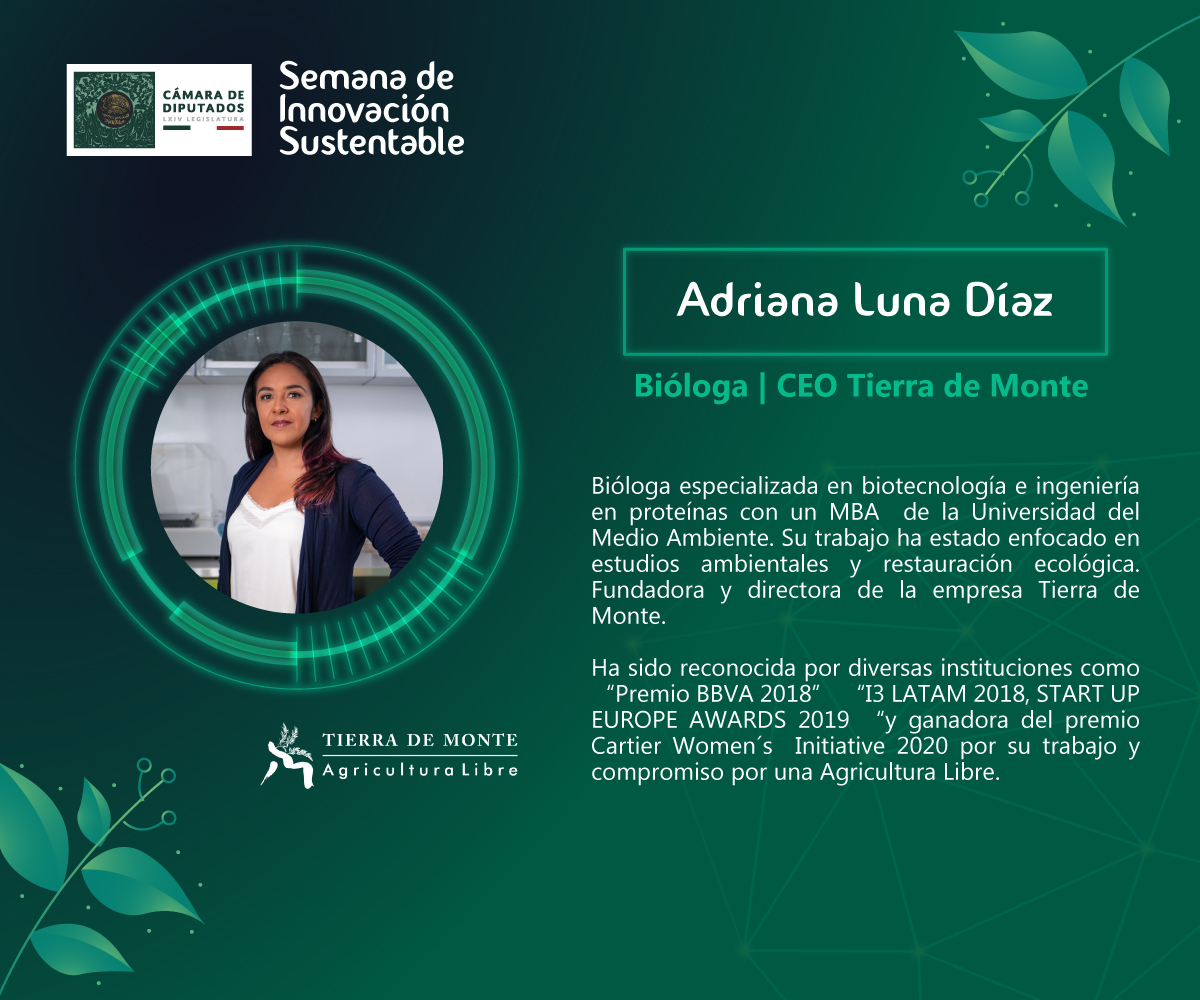 CÁMARA DE
DIPUTADOS
LXIV LEGISLATURA
Semana de
Innovación
Sustentable
Adriana Luna Díaz
Bióloga | CEO Tierra de Monte
Bióloga especializada en biotecnología e ingeniería
en proteínas con un MBA de la Universidad del
Medio Ambiente. Su trabajo ha estado enfocado en
estudios ambientales y restauración ecológica.
Fundadora y directora de la empresa Tierra de
Monte.
Ha sido reconocida por diversas instituciones como
“Premio BBVA 2018” “I3 LATAM 2018, START UP
EUROPE AWARDS 2019 “y ganadora del premio
Cartier Women´s Initiative 2020 por su trabajo y
compromiso por una Agricultura Libre.
TIERRA DE MONTE
Agricultura Libre